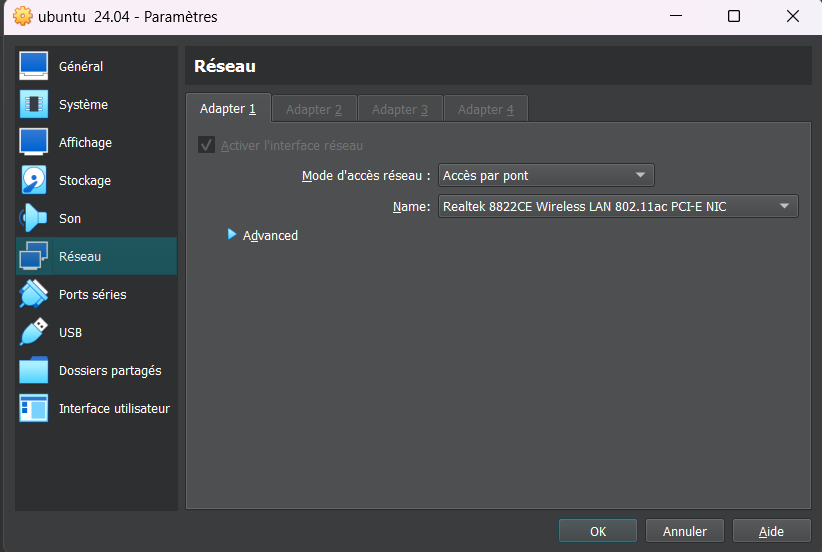 ubuntu 24.04 - Paramètres
Général
Système
Affichage
Stockage
Son
Réseau
Ports séries
USB
Dossiers partagés
Interface utilisateur
Réseau
Adapter 1 Adapter 2 Adapter 3 Adapter 4
Activer l'interface réseau
Mode d'accès réseau : Accès par pont
Name: Realtek 8822CE Wireless LAN 802.11ac PCI-E NIC
Advanced
OK Annuler Aide